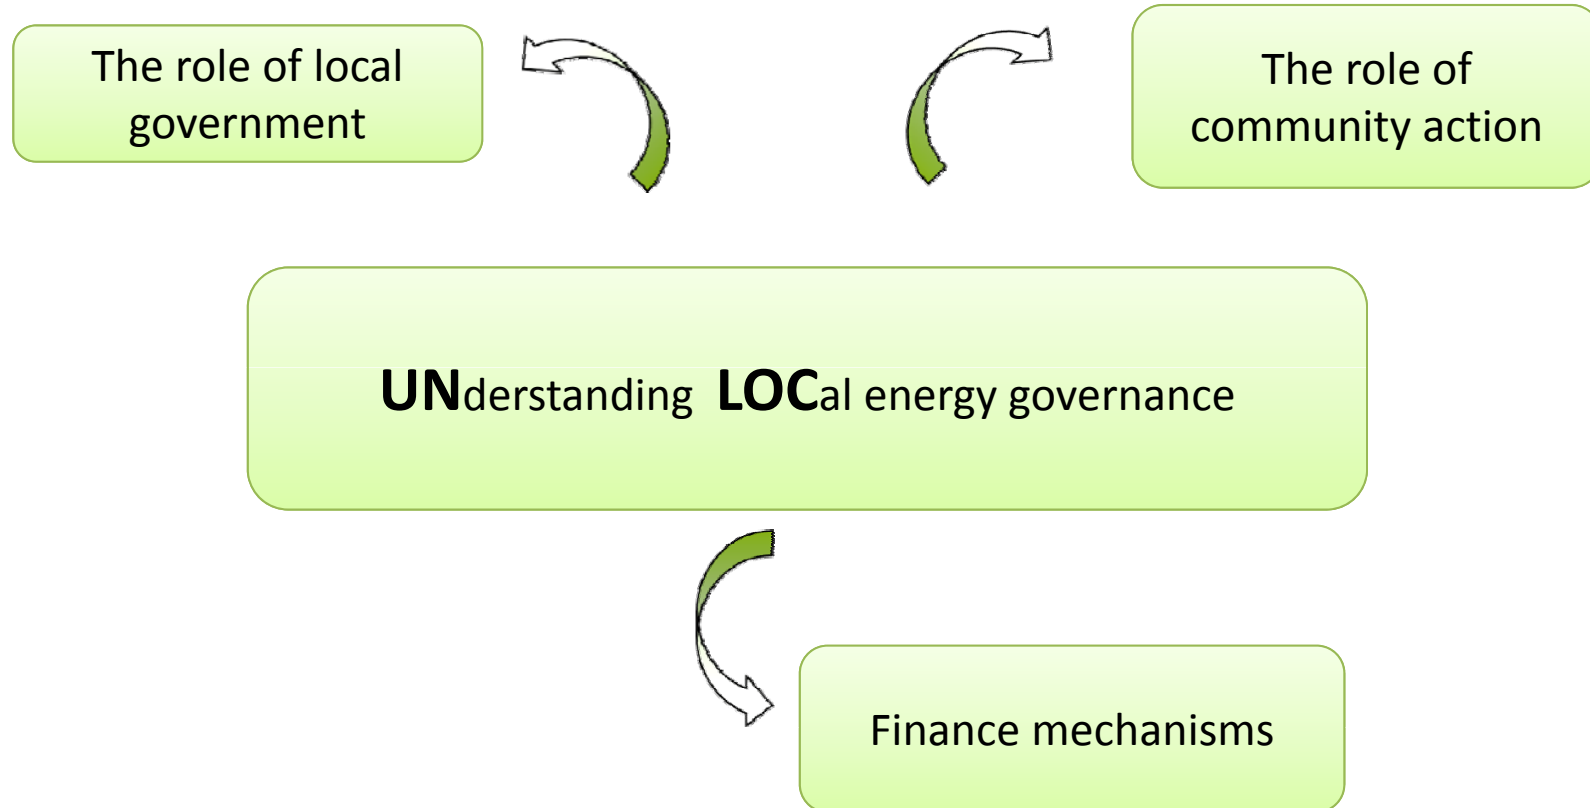 The role of local
government
The role of
community action
UNderstanding LOCal energy governance
Finance mechanisms